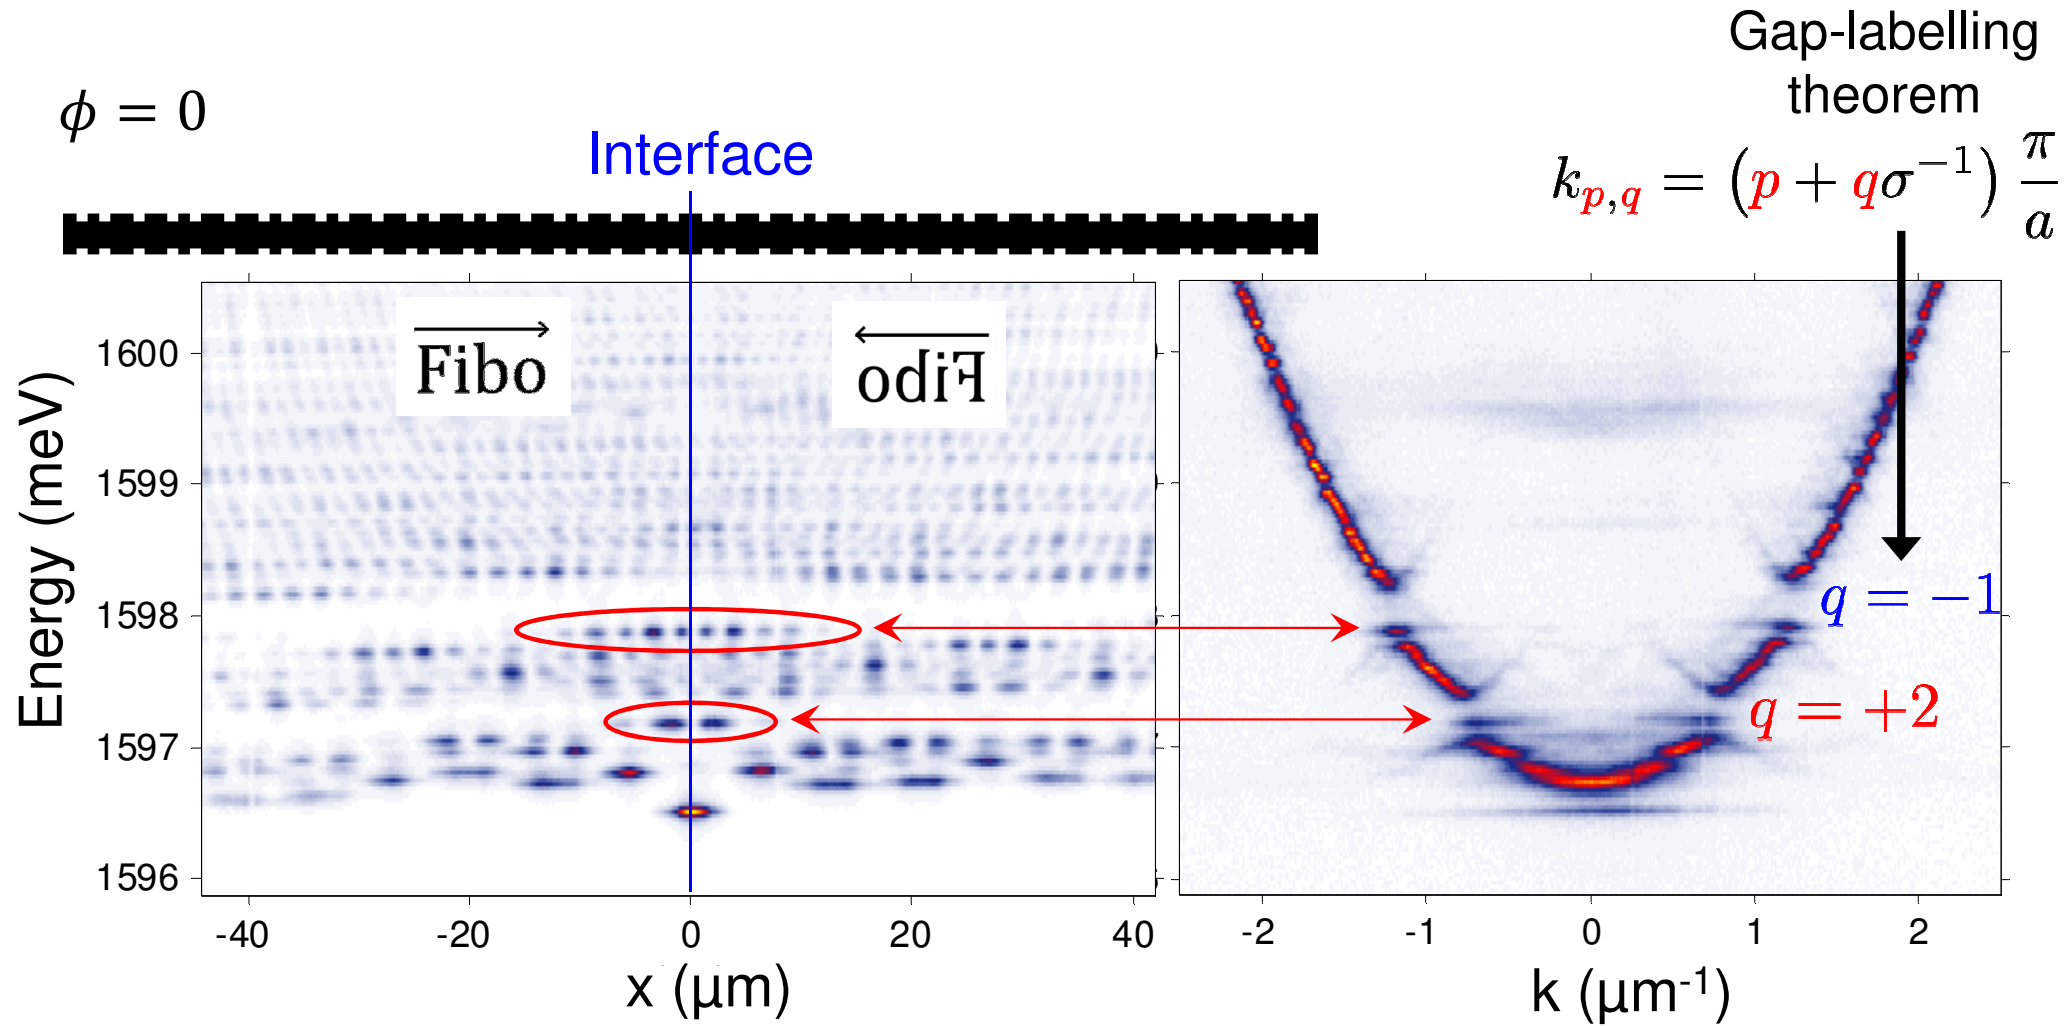 Gap-labelling
theorem
k_{p,q} = (p + qσ^{−1}) π/a
ϕ = 0
Interface
Fibo
Fibo
1600
1599
1598
1597
1596
Energy (meV)
-40
-20
0
20
40
x (μm)
q = −1
q = +2
-2
-1
0
1
2
k (μm-1)